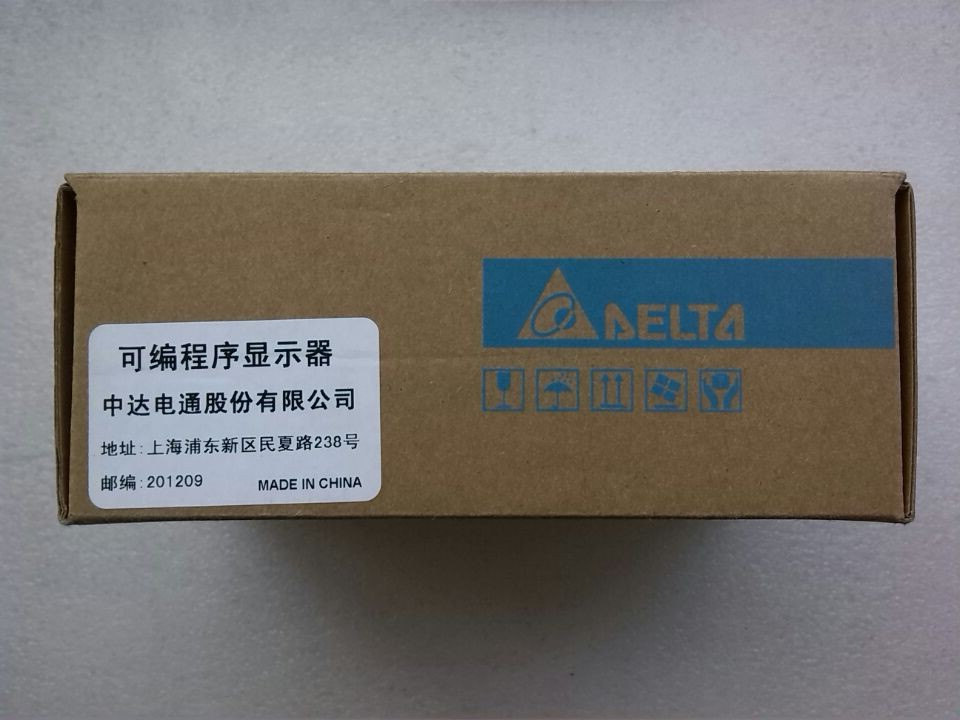 DELTA
可编程序显示器
中达电通股份有限公司
地址:上海浦东新区民夏路238号
邮编:201209
MADE IN CHINA